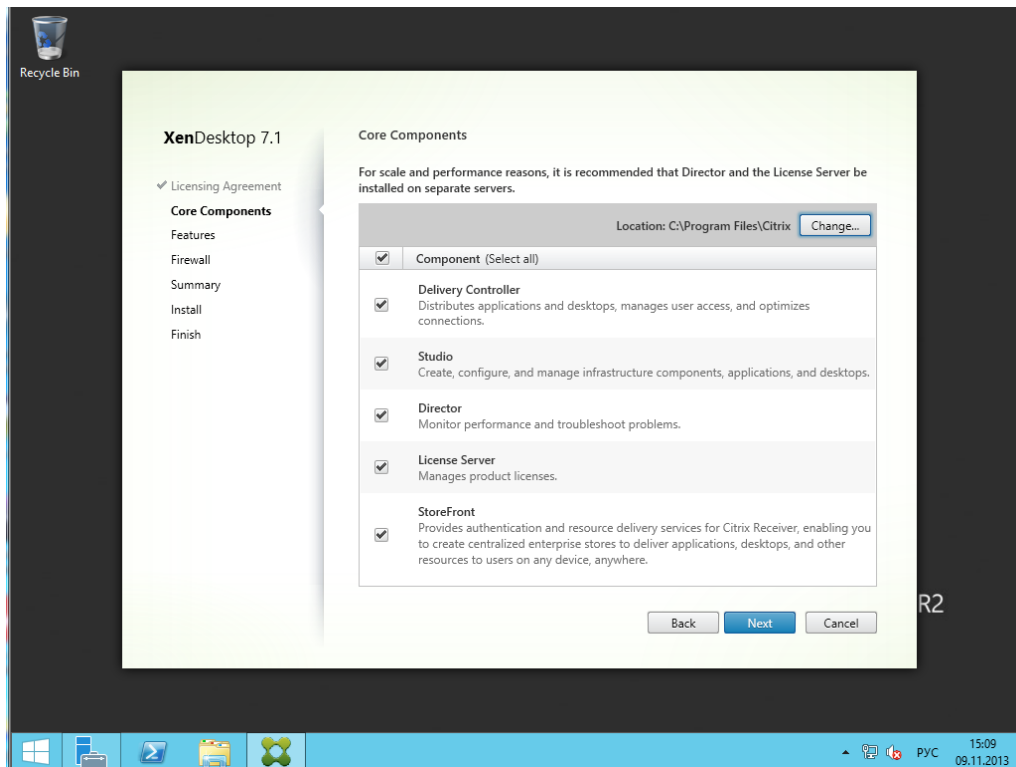 Recycle Bin
XenDesktop 7.1
Licensing Agreement
Core Components
Features
Firewall
Summary
Install
Finish
Core Components
For scale and performance reasons, it is recommended that Director and the License Server be
installed on separate servers.
Location: C:\Program Files\Citrix
Change...
Component (Select all)
Delivery Controller
Distributes applications and desktops, manages user access, and optimizes
connections.
Studio
Create, configure, and manage infrastructure components, applications, and desktops.
Director
Monitor performance and troubleshoot problems.
License Server
Manages product licenses.
StoreFront
Provides authentication and resource delivery services for Citrix Receiver, enabling you
to create centralized enterprise stores to deliver applications, desktops, and other
resources to users on any device, anywhere.
Back
Next
Cancel
R2
РУС
15:09
09.11.2013